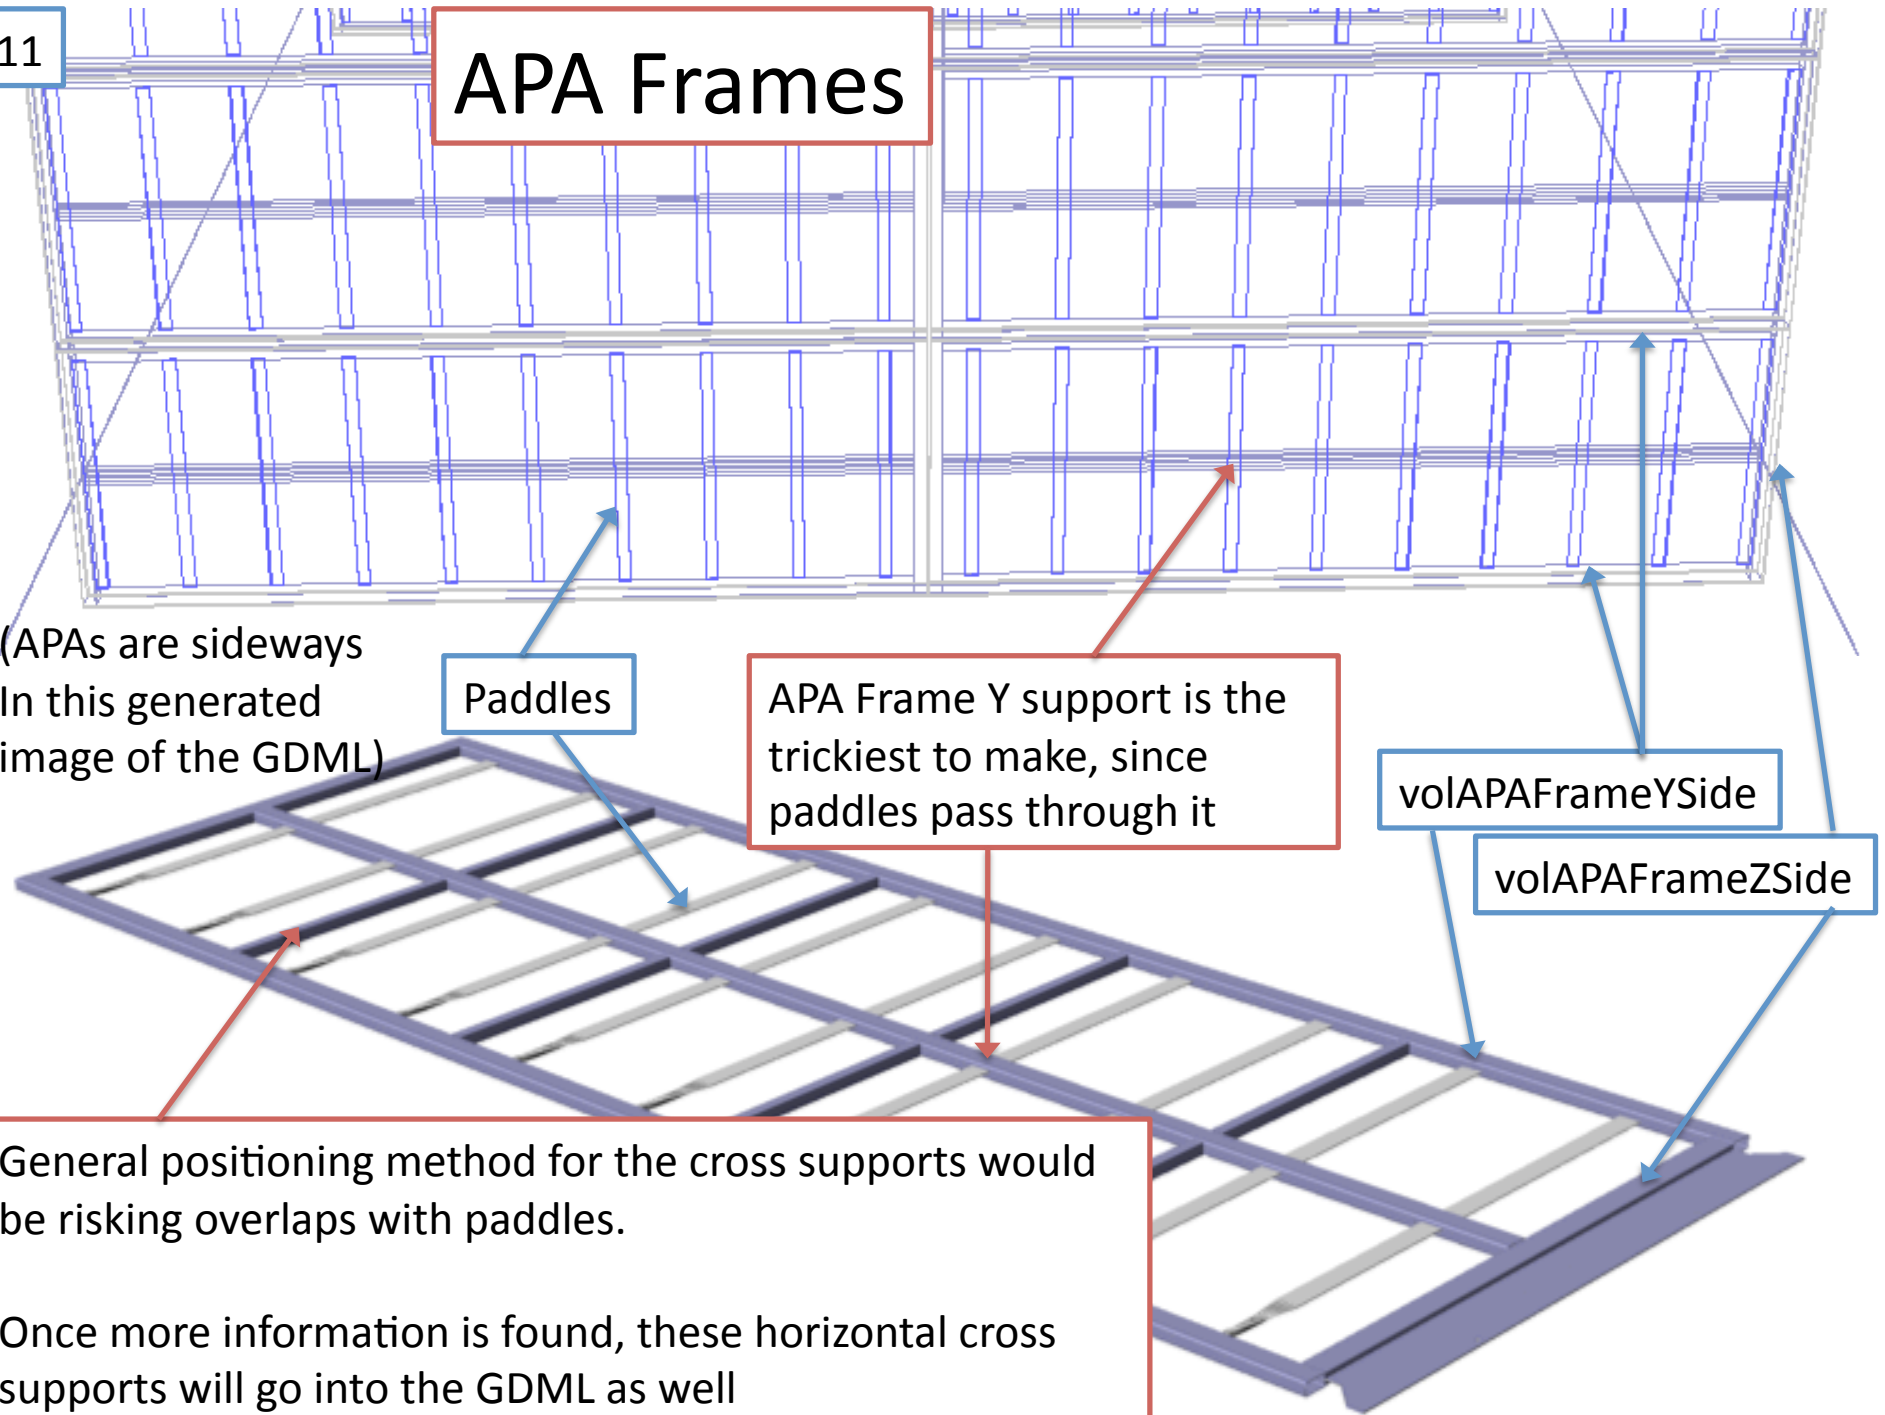 11
APA Frames
(APAs are sideways
In this generated
image of the GDML)
Paddles
APA Frame Y support is the
trickiest to make, since
paddles pass through it
volAPAFrameYSide
volAPAFrameZSide
General positioning method for the cross supports would
be risking overlaps with paddles.
Once more information is found, these horizontal cross
supports will go into the GDML as well